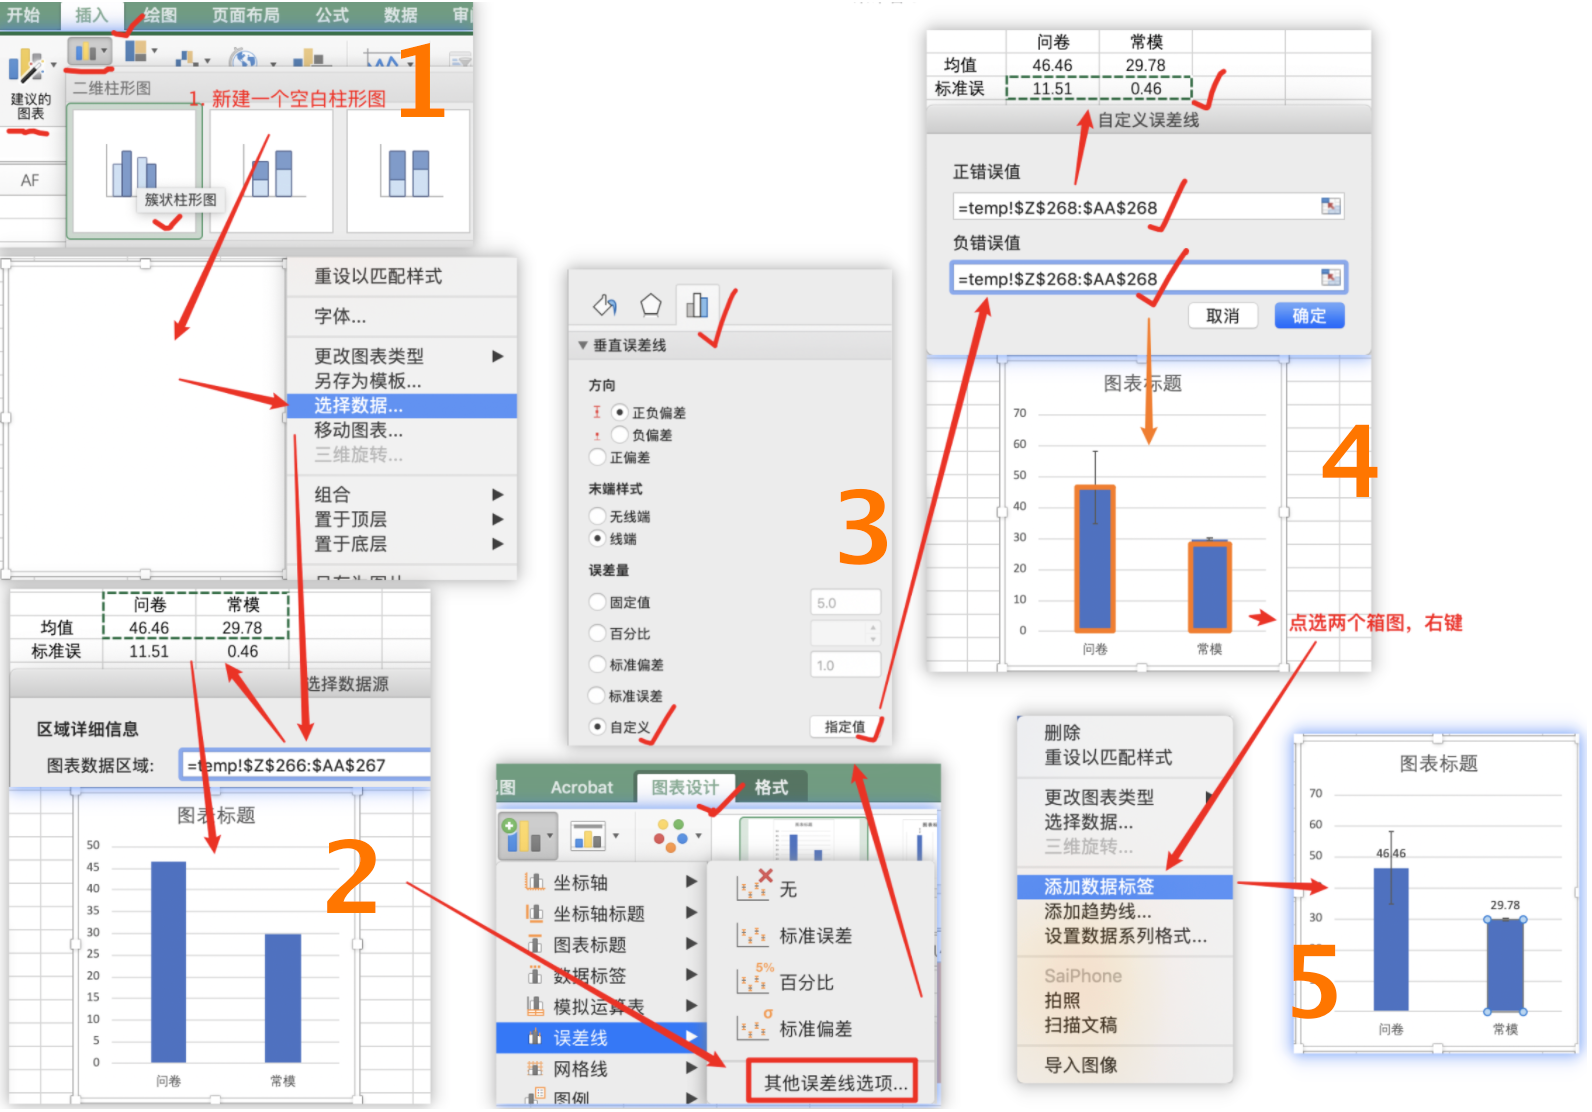 开始 插入 绘图 页面布局 公式 数据 审
建议的
图表
二维柱形图
1. 新建一个空白柱形图
1
AF
簇状柱形图
重设以匹配样式
字体...
更改图表类型
另存为模板...
选择数据...
移动图表...
三维旋转...
组合
置于顶层
置于底层
问卷 常模
均值 46.46 29.78
标准误 11.51 0.46
选择数据源
区域详细信息
图表数据区域: =temp!$Z$266:$AA$267
图表标题
50
45
40
35
30
25
20
15
10
5
0
问卷 常模
2
垂直误差线
方向
正负偏差
负偏差
正偏差
末端样式
无线端
线端
误差量
固定值 5.0
百分比
标准偏差 1.0
标准误差
自定义 指定值
3
图 Acrobat 图表设计 格式
坐标轴
坐标轴标题
图表标题
数据标签
模拟运算表
误差线
网格线
图例
无
标准误差
5%
百分比
σ
标准偏差
其他误差线选项...
问卷 常模
均值 46.46 29.78
标准误 11.51 0.46
自定义误差线
正错误值
=temp!$Z$268:$AA$268
负错误值
=temp!$Z$268:$AA$268
取消 确定
图表标题
70
60
50
40
30
20
10
0
问卷 常模
4
点选两个箱图，右键
删除
重设以匹配样式
更改图表类型
选择数据...
三维旋转...
添加数据标签
添加趋势线...
设置数据系列格式...
SaiPhone
拍照
扫描文稿
导入图像
图表标题
70
60
50
30
46.46
29.78
问卷 常模
5